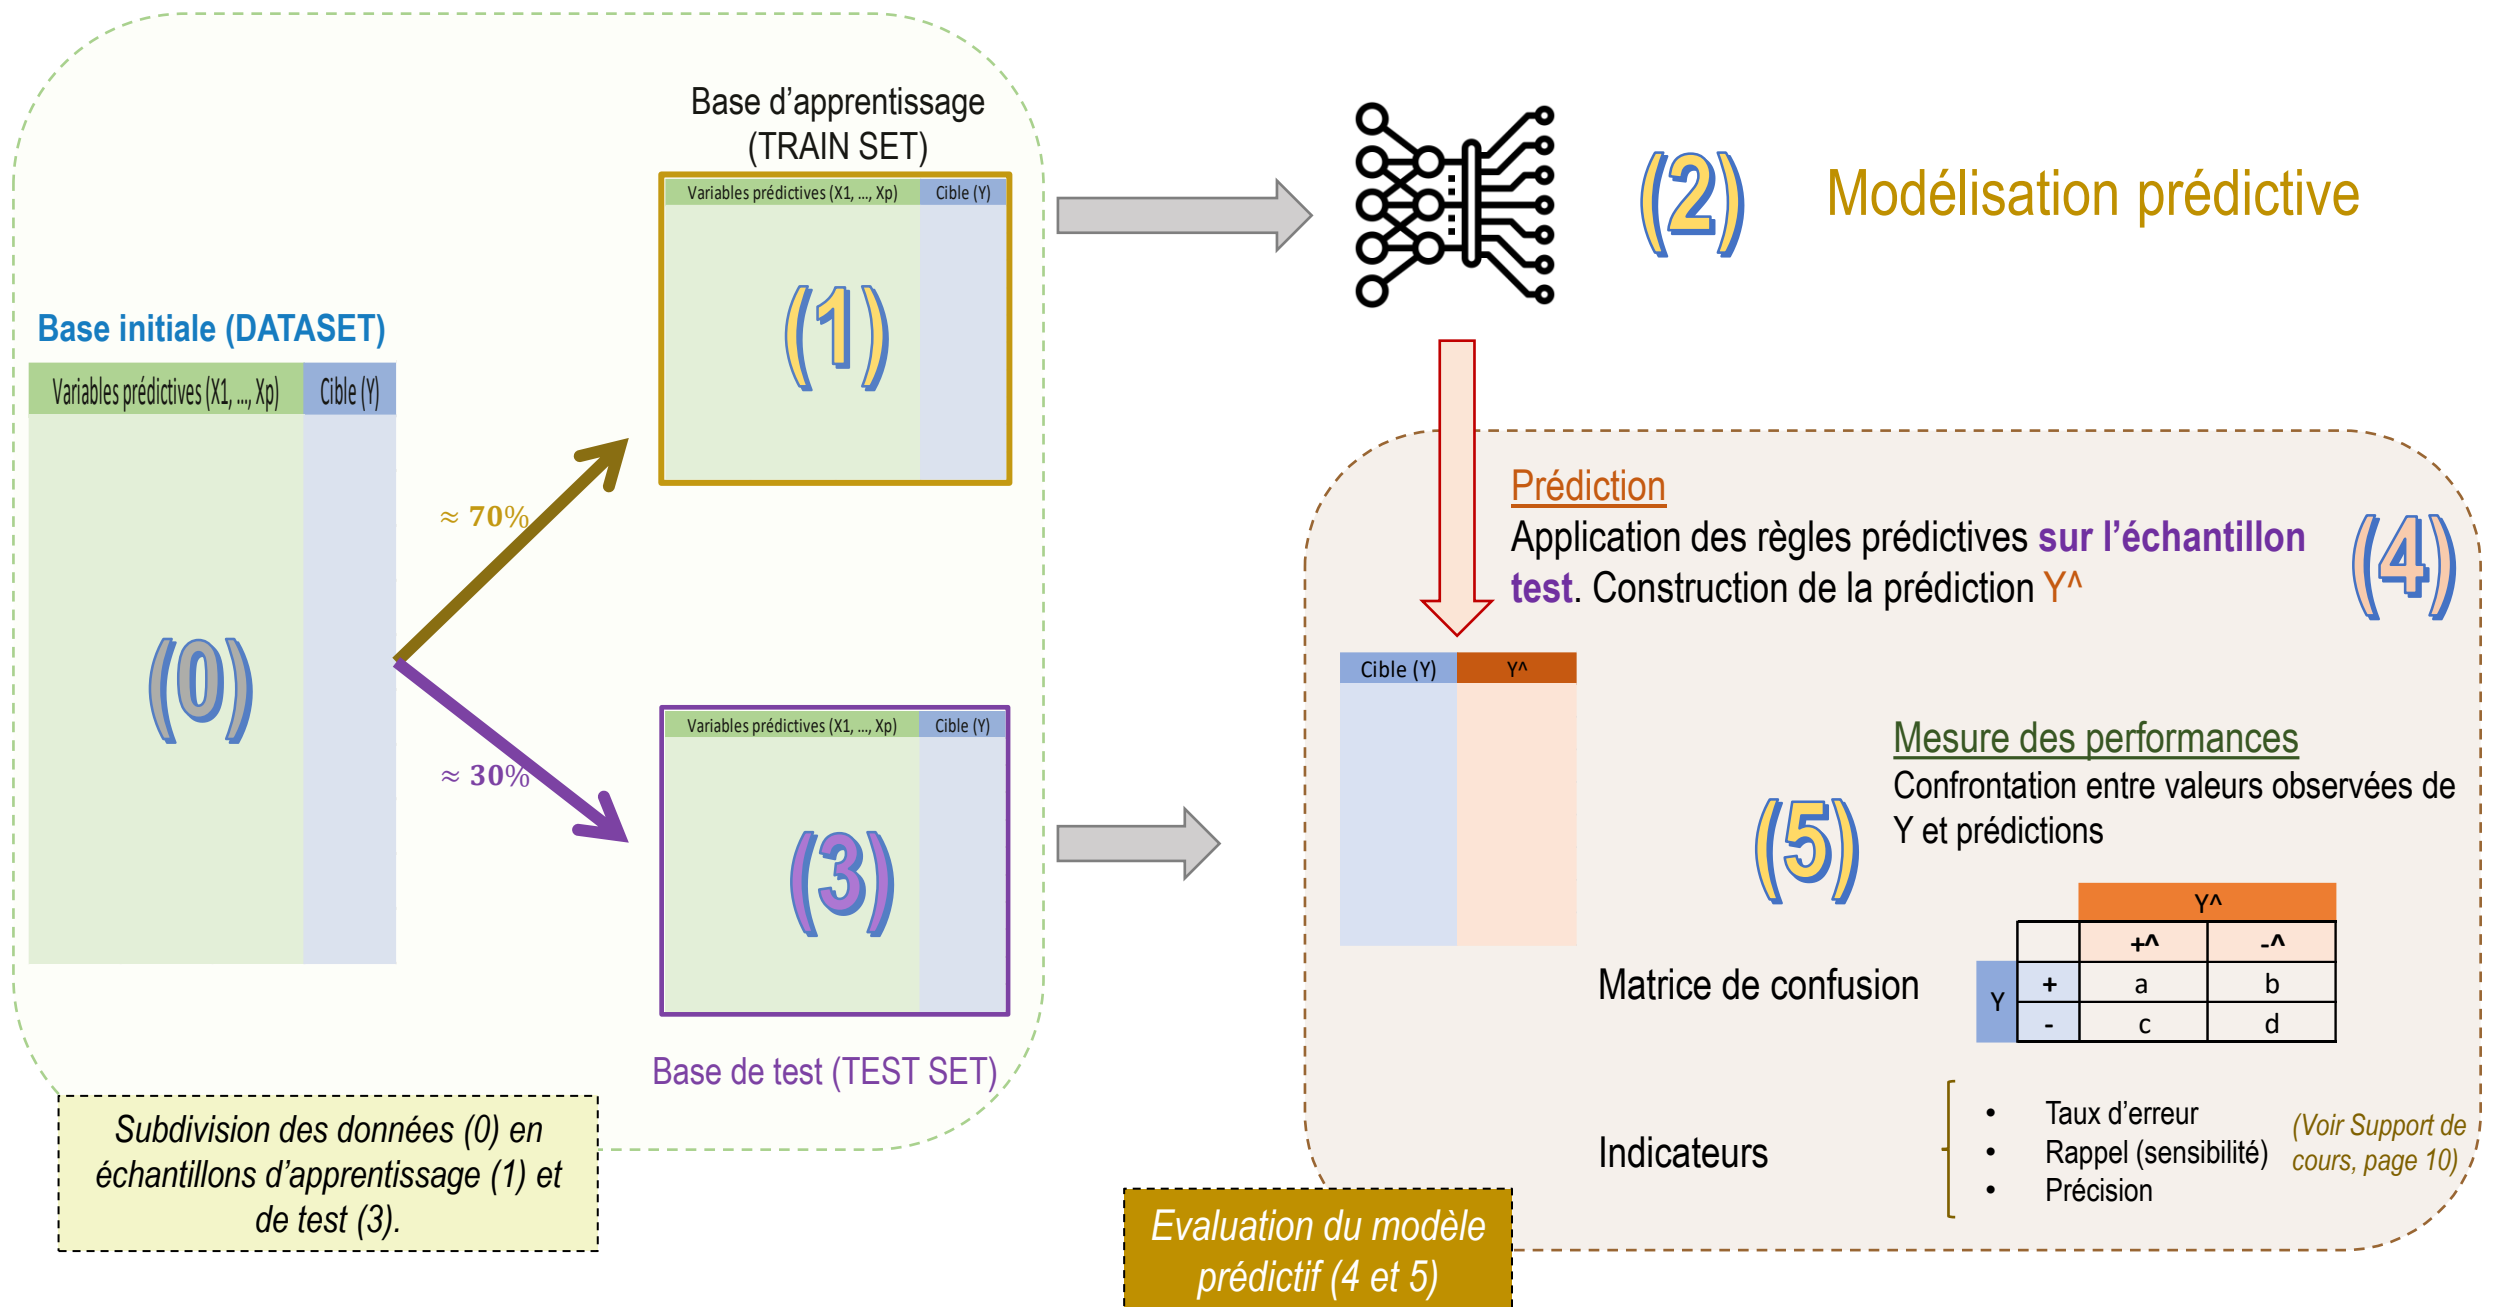 Base d’apprentissage
(TRAIN SET)
Variables prédictives (X1, ..., Xp) Cible (Y)
(1)
(2)
Modélisation prédictive
Base initiale (DATASET)
Variables prédictives (X1, ..., Xp) Cible (Y)
(0)
≈ 70%
≈ 30%
Variables prédictives (X1, ..., Xp) Cible (Y)
(3)
Base de test (TEST SET)
Subdivision des données (0) en
échantillons d’apprentissage (1) et
de test (3).
Prédiction
Application des règles prédictives sur l’échantillon
test. Construction de la prédiction Y^
(4)
Cible (Y) Y^
Mesure des performances
Confrontation entre valeurs observées de
Y et prédictions
(5)
Matrice de confusion
Y^
+^ -^
Y + a b
- c d
Indicateurs
• Taux d’erreur
• Rappel (sensibilité)
• Précision
(Voir Support de
cours, page 10)
Evaluation du modèle
prédictif (4 et 5)